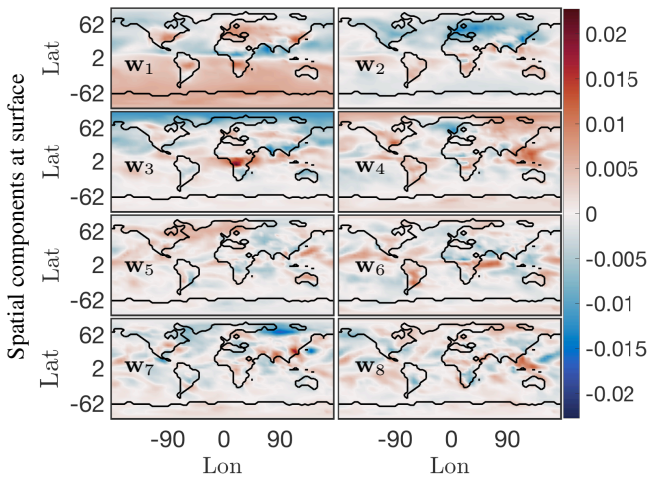 Spatial components at surface
Lat
62
2
-62
w1
w2
0.02
0.015
0.01
0.005
0
-0.005
-0.01
-0.015
-0.02
Lat
62
2
-62
w3
w4
Lat
62
2
-62
w5
w6
Lat
62
2
-62
w7
w8
-90 0 90
-90 0 90
Lon
Lon